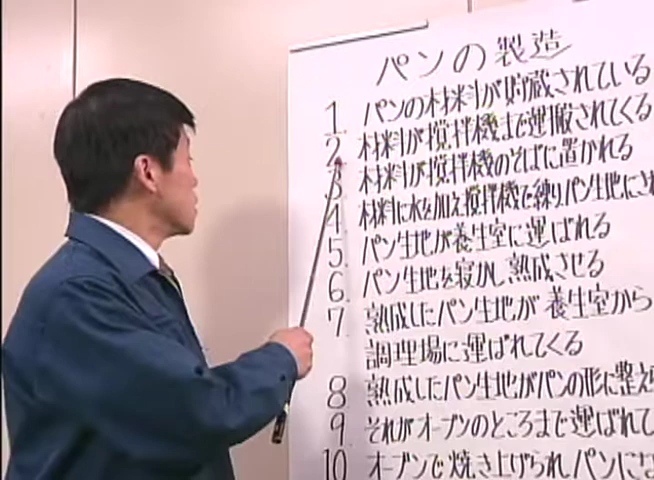 パンの製造
1 パンの材料が貯蔵されている
2 材料が撹拌機まで運搬されてくる
3 材料が撹拌機のそばに置かれる
4 材料に水を加え撹拌機で練りパン生地にさ
5. パン生地が養生室に運ばれる
6. パン生地を寝かし熟成させる
7. 熟成したパン生地が養生室から
調理場に運ばれてくる
8 熟成したパン生地がパンの形に整え
9. それがオーブンのところまで運ばれて
10 オーブンで焼き上げられパンにな